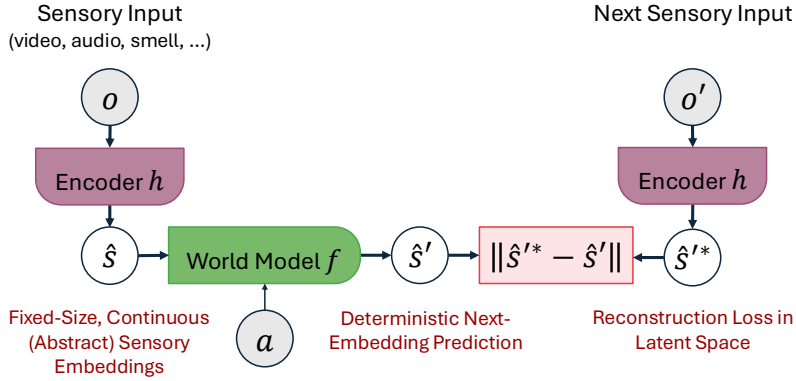 Sensory Input
(video, audio, smell, ...)
Next Sensory Input
o
o′
Encoder h
Encoder h
ŝ
World Model f
ŝ′
‖ŝ′* − ŝ′‖
ŝ′*
a
Fixed-Size, Continuous
(Abstract) Sensory
Embeddings
Deterministic Next-
Embedding Prediction
Reconstruction Loss in
Latent Space